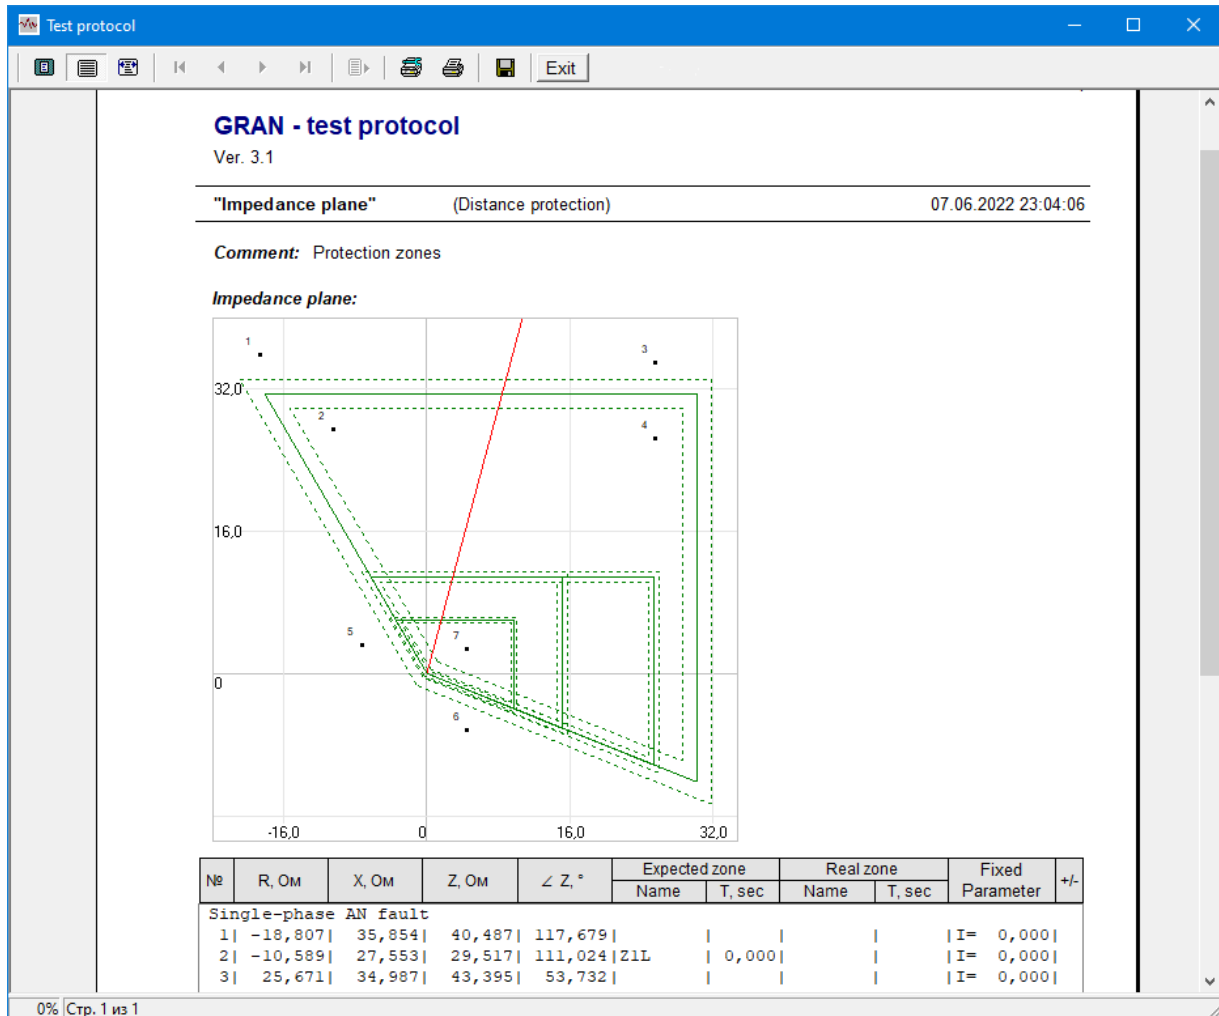 Test protocol
Exit
GRAN - test protocol
Ver. 3.1
"Impedance plane" (Distance protection) 07.06.2022 23:04:06
Comment: Protection zones
Impedance plane:
1
3
32,0
2
4
16,0
5
7
0
6
-16,0 0 16,0 32,0
№ R, Ом X, Ом Z, Ом ∠ Z, ° Expected zone Real zone Fixed Parameter +/-
Name T, sec Name T, sec
Single-phase AN fault
1| -18,807| 35,854| 40,487| 117,679| | | | |I= 0,000|
2| -10,589| 27,553| 29,517| 111,024|Z1L | 0,000| | |I= 0,000|
3| 25,671| 34,987| 43,395| 53,732| | | | |I= 0,000|
0% Стр. 1 из 1